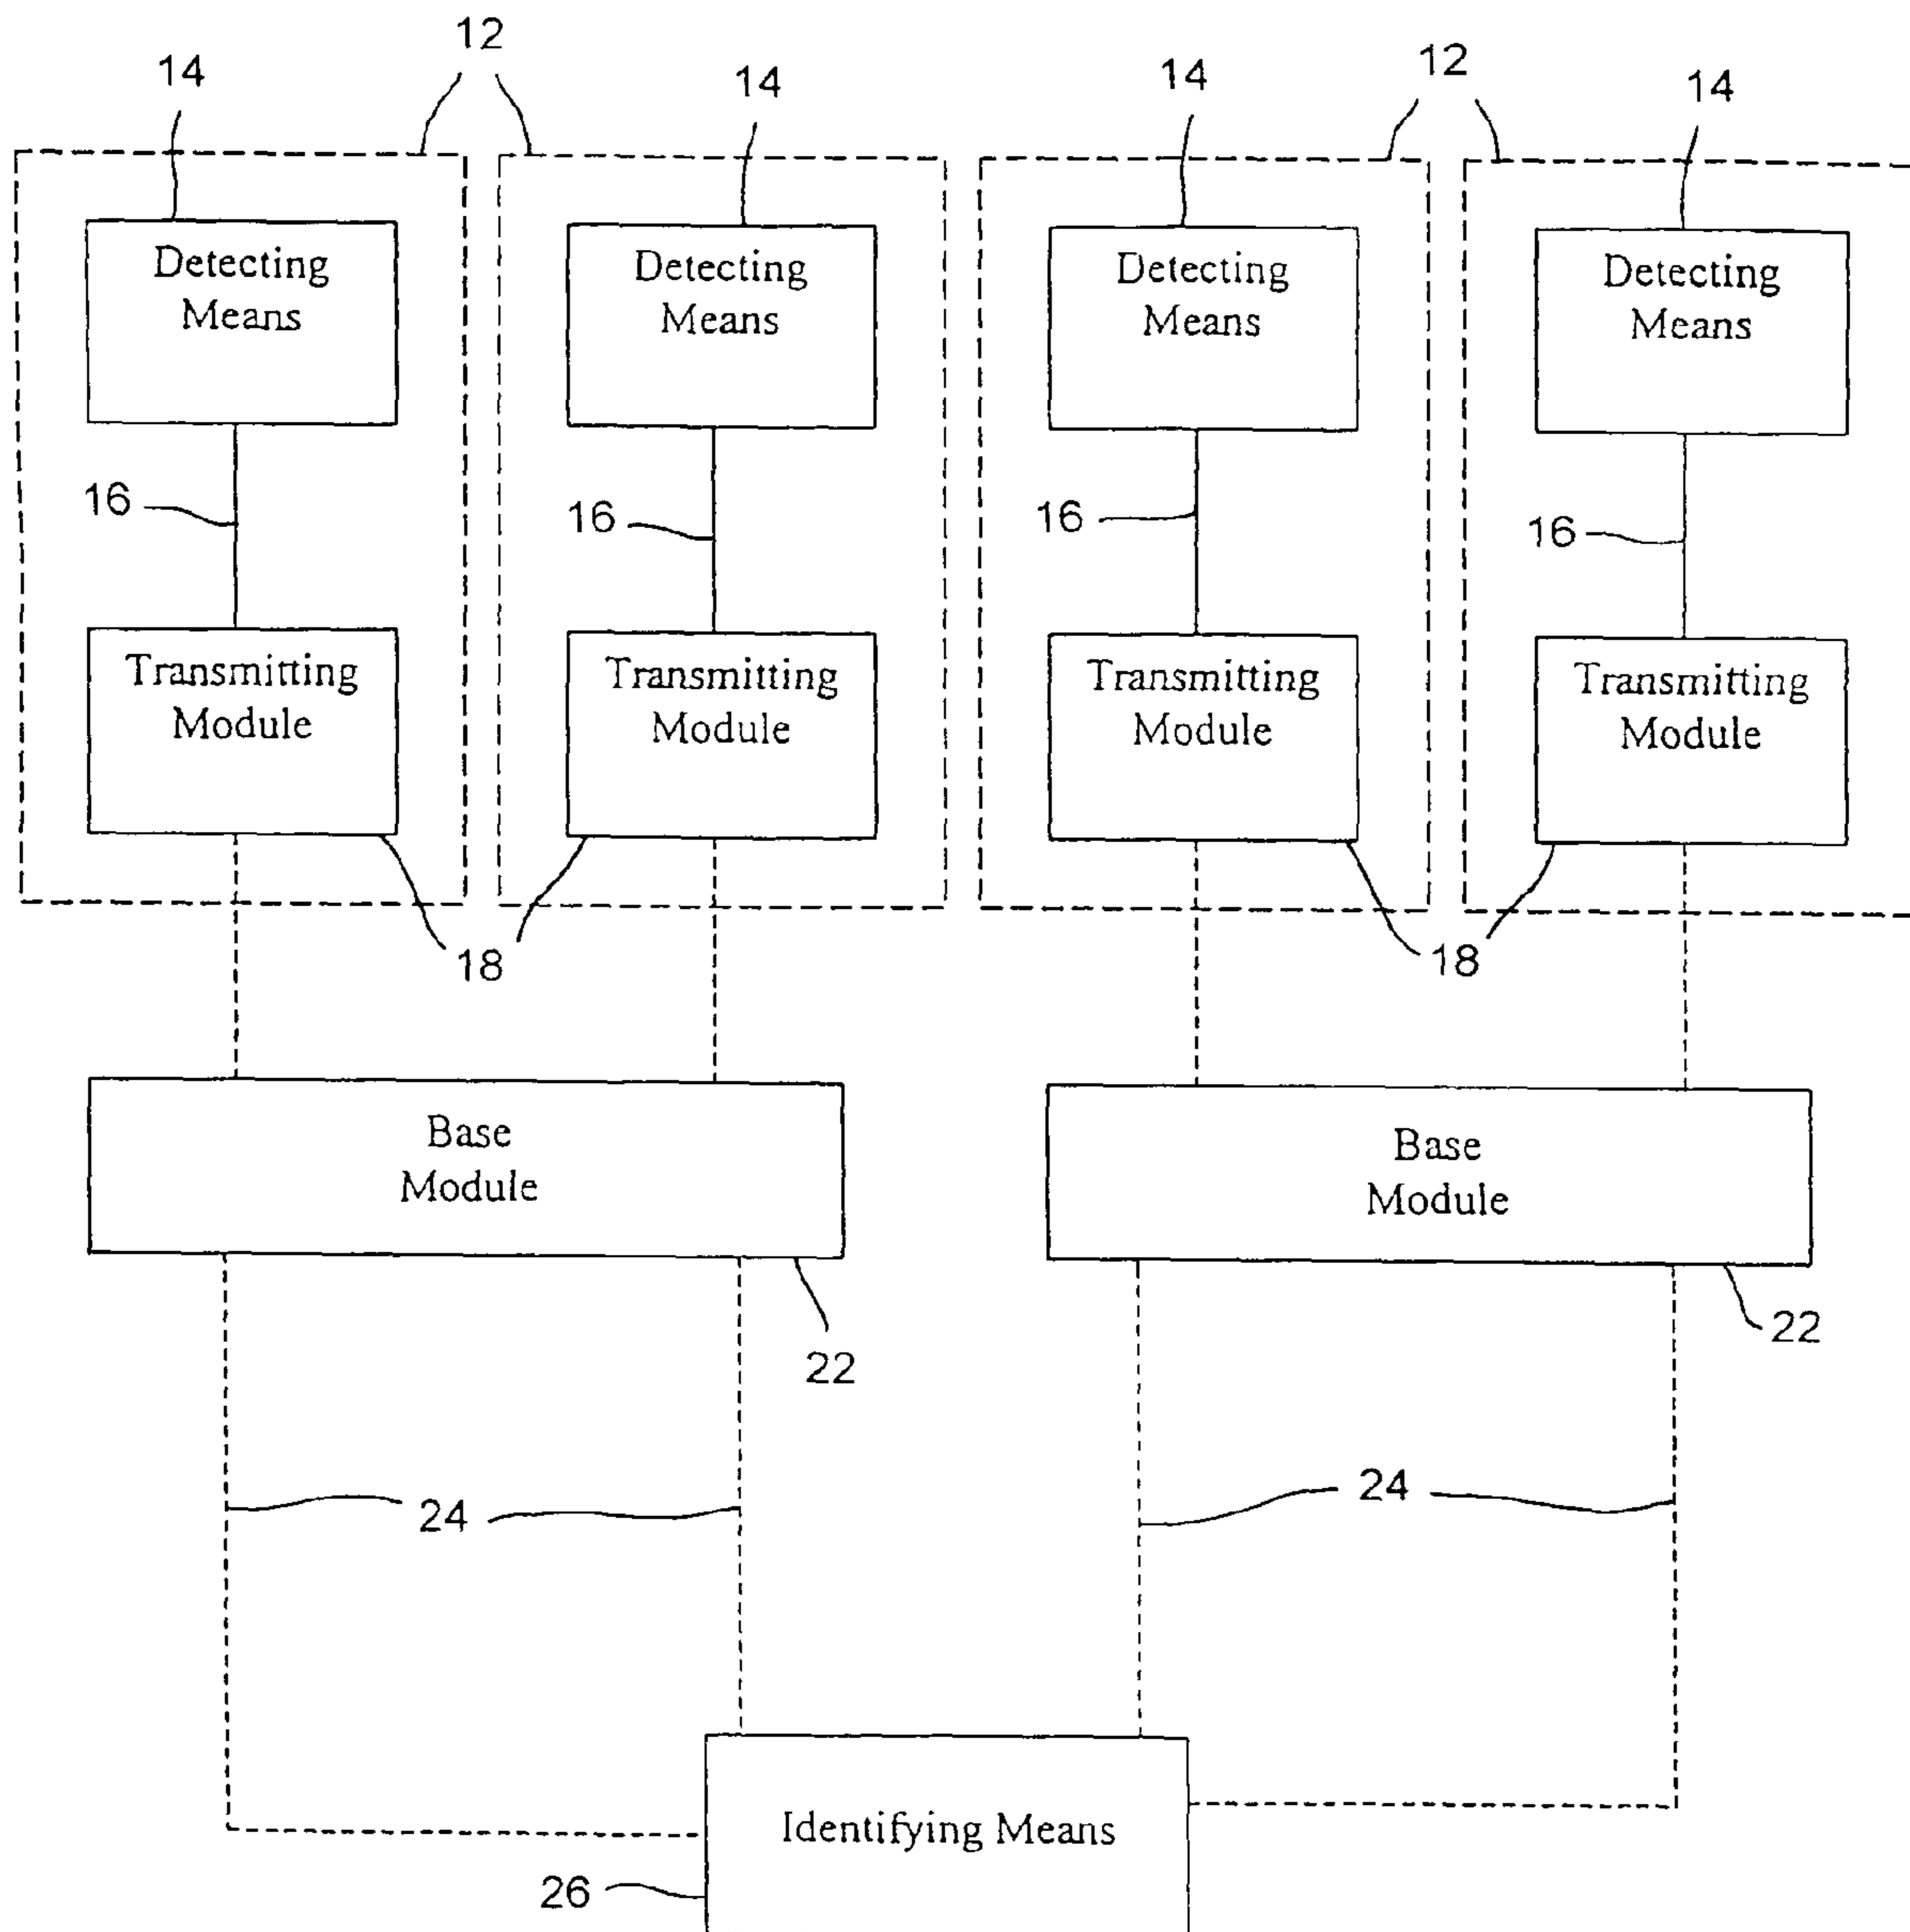 12
12
14
14
14
14
Detecting
Means
Detecting
Means
Detecting
Means
Detecting
Means
16
16
16
16
Transmitting
Module
Transmitting
Module
Transmitting
Module
Transmitting
Module
18
18
Base
Module
Base
Module
22
22
24
24
Identifying Means
26